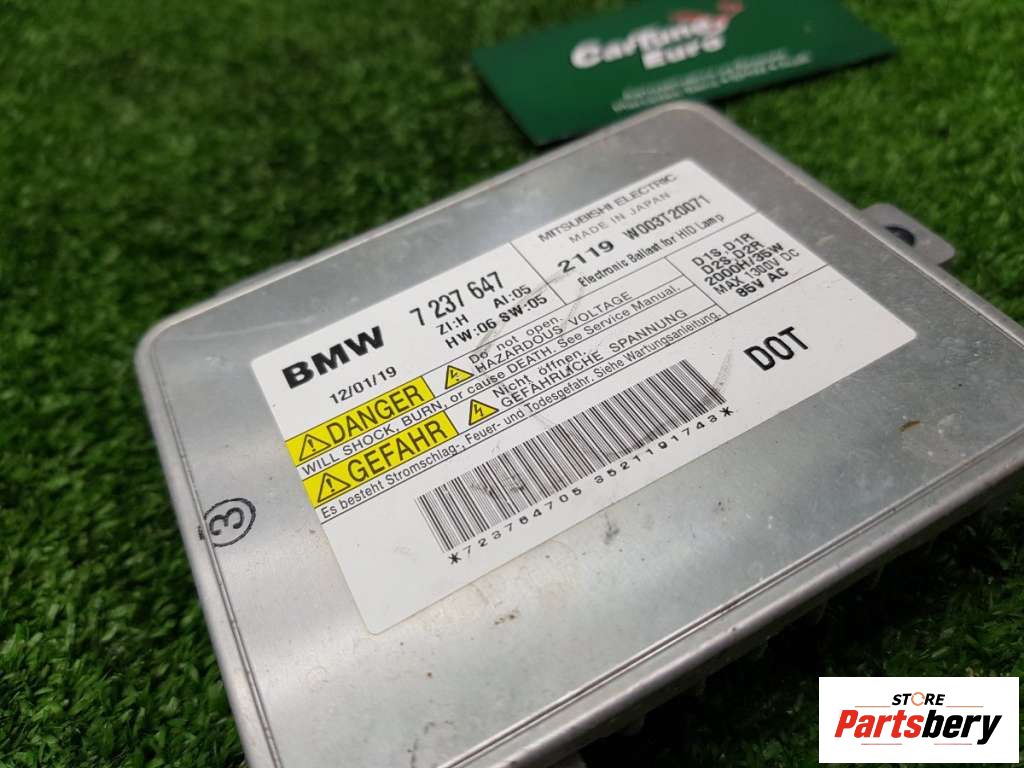 Cartune
Euro
BMW
7 237 647
ZI:H AI:05
HW:06 SW:05
12/01/19
MITSUBISHI ELECTRIC
MADE IN JAPAN
2119 W003T20071
Electronic Ballast for HID Lamp
D1S,D1R
D2S,D2R
2000H/35W
MAX.1300V DC
85V AC
DANGER
Do not open.
HAZARDOUS VOLTAGE
WILL SHOCK, BURN, or cause DEATH. See Service Manual.
GEFAHR
Nicht öffnen.
GEFÄHRLICHE SPANNUNG
Es besteht Stromschlag-, Feuer- und Todesgefahr. Siehe Wartungsanleitung.
DOT
*723764705 3521191743*
3
STORE
Partsbery